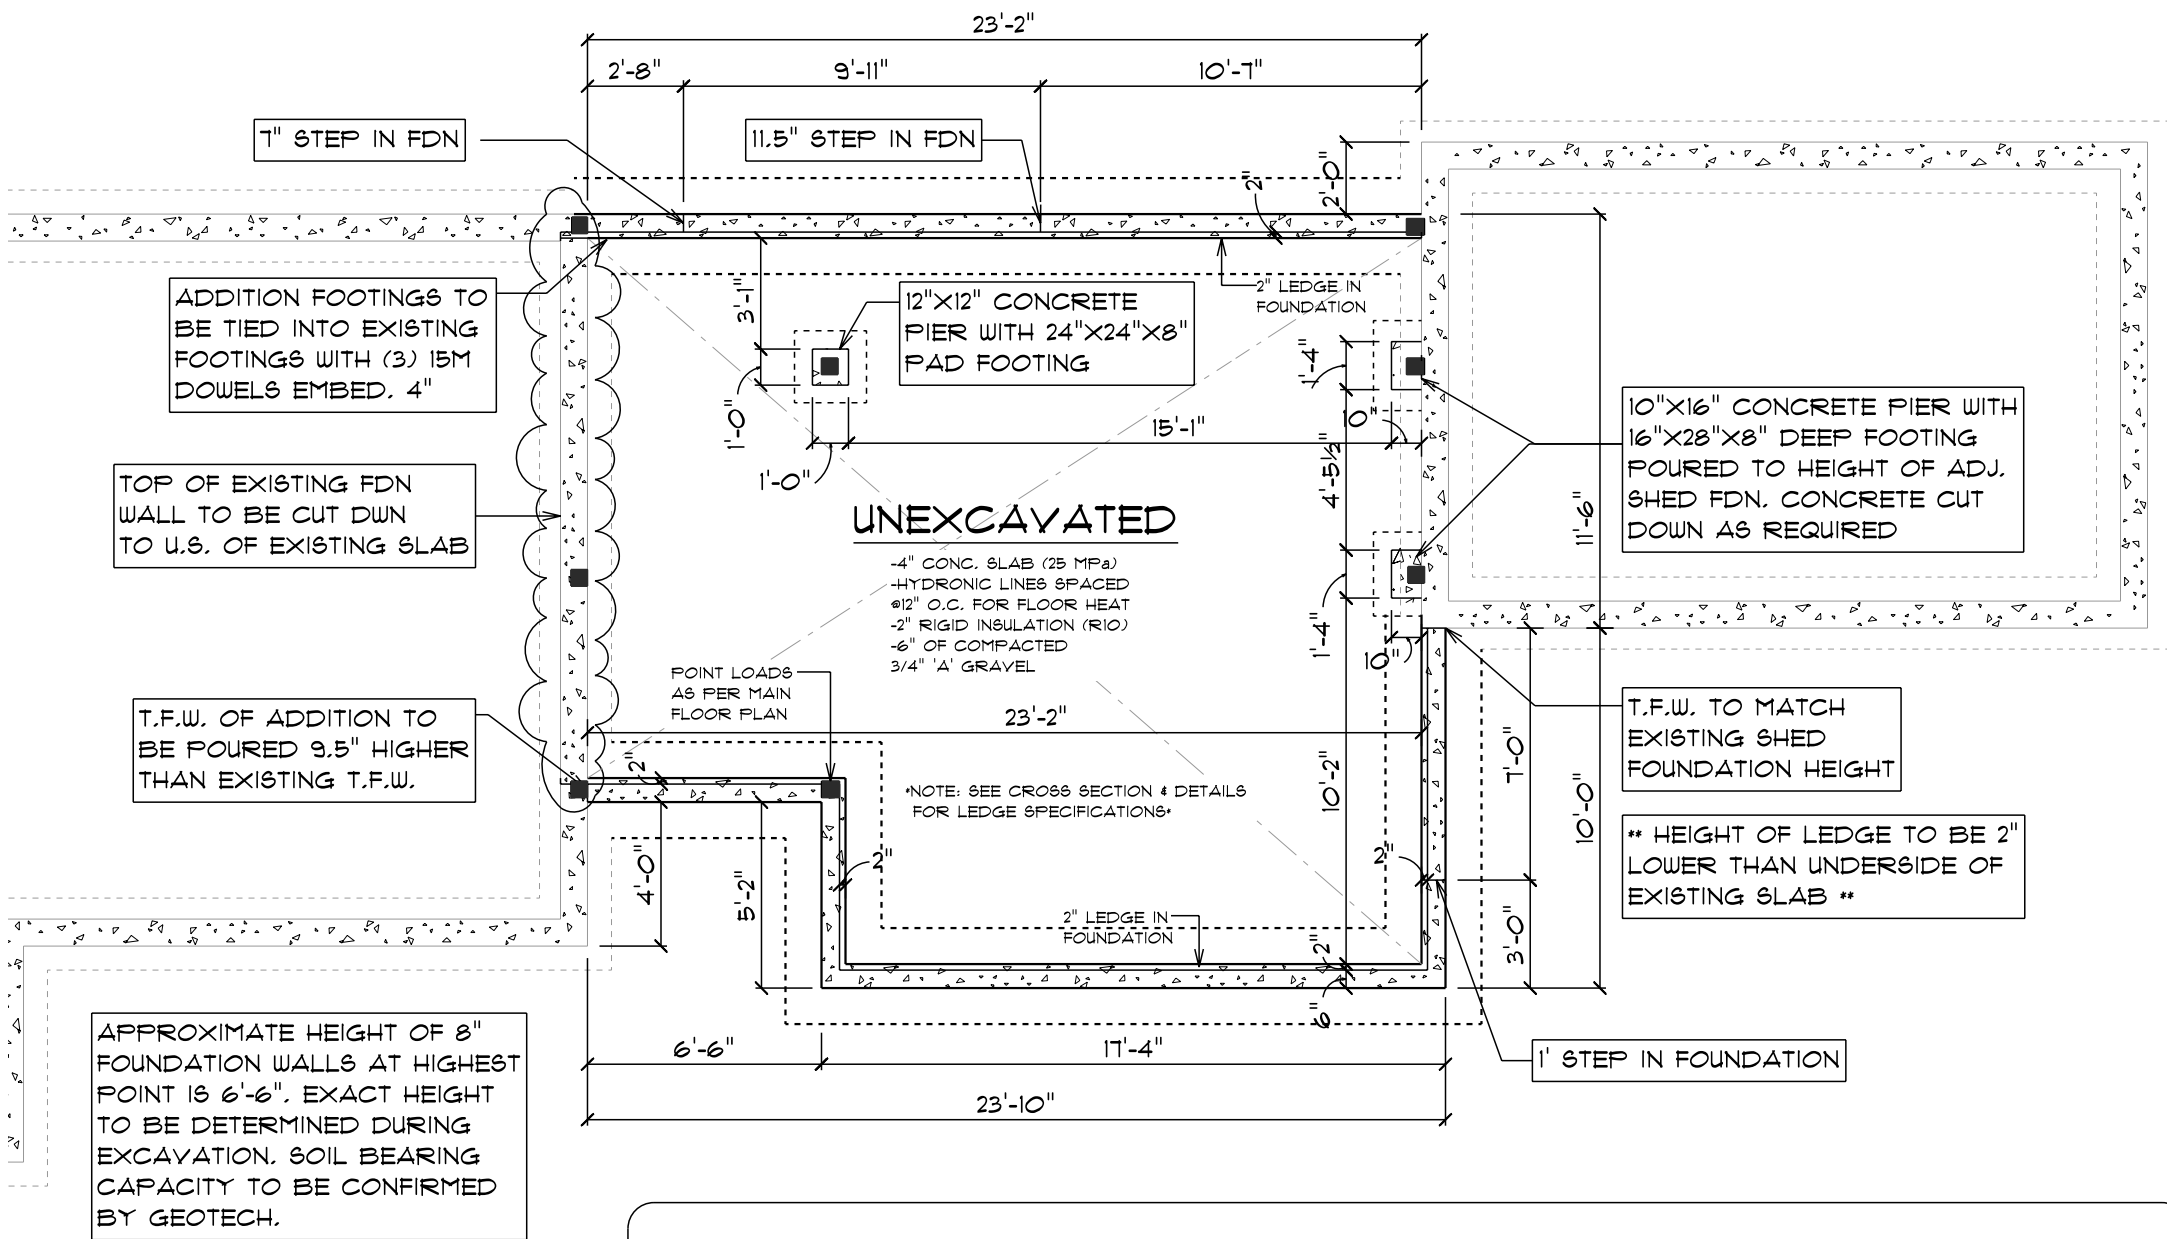 23'-2"
2'-8"
9'-11"
10'-7"
7" STEP IN FDN
11.5" STEP IN FDN
2'-0"
2"
ADDITION FOOTINGS TO
BE TIED INTO EXISTING
FOOTINGS WITH (3) 15M
DOWELS EMBED. 4"
3'-1"
12"X12" CONCRETE
PIER WITH 24"X24"X8"
PAD FOOTING
2" LEDGE IN
FOUNDATION
1'-4"
1'-0"
1'-0"
15'-1"
10"
4'-5½"
10"X16" CONCRETE PIER WITH
16"X28"X8" DEEP FOOTING
POURED TO HEIGHT OF ADJ.
SHED FDN. CONCRETE CUT
DOWN AS REQUIRED
11'-6"
TOP OF EXISTING FDN
WALL TO BE CUT DWN
TO U.S. OF EXISTING SLAB
UNEXCAVATED
-4" CONC. SLAB (25 MPa)
-HYDRONIC LINES SPACED
@12" O.C. FOR FLOOR HEAT
-2" RIGID INSULATION (R10)
-6" OF COMPACTED
3/4" 'A' GRAVEL
1'-4"
10"
POINT LOADS
AS PER MAIN
FLOOR PLAN
23'-2"
T.F.W. OF ADDITION TO
BE POURED 9.5" HIGHER
THAN EXISTING T.F.W.
2"
T.F.W. TO MATCH
EXISTING SHED
FOUNDATION HEIGHT
7'-0"
10'-2"
10'-0"
*NOTE: SEE CROSS SECTION & DETAILS
FOR LEDGE SPECIFICATIONS*
** HEIGHT OF LEDGE TO BE 2"
LOWER THAN UNDERSIDE OF
EXISTING SLAB **
4'-0"
5'-2"
2"
2"
2" LEDGE IN
FOUNDATION
2"
6"
3'-0"
1' STEP IN FOUNDATION
6'-6"
17'-4"
23'-10"
APPROXIMATE HEIGHT OF 8"
FOUNDATION WALLS AT HIGHEST
POINT IS 6'-6". EXACT HEIGHT
TO BE DETERMINED DURING
EXCAVATION. SOIL BEARING
CAPACITY TO BE CONFIRMED
BY GEOTECH.